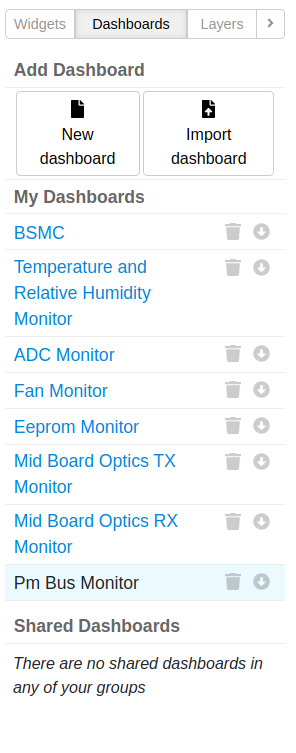 Widgets Dashboards Layers
Add Dashboard
New Import
dashboard dashboard
My Dashboards
BSMC
Temperature and
Relative Humidity
Monitor
ADC Monitor
Fan Monitor
Eeprom Monitor
Mid Board Optics TX
Monitor
Mid Board Optics RX
Monitor
Pm Bus Monitor
Shared Dashboards
There are no shared dashboards in
any of your groups